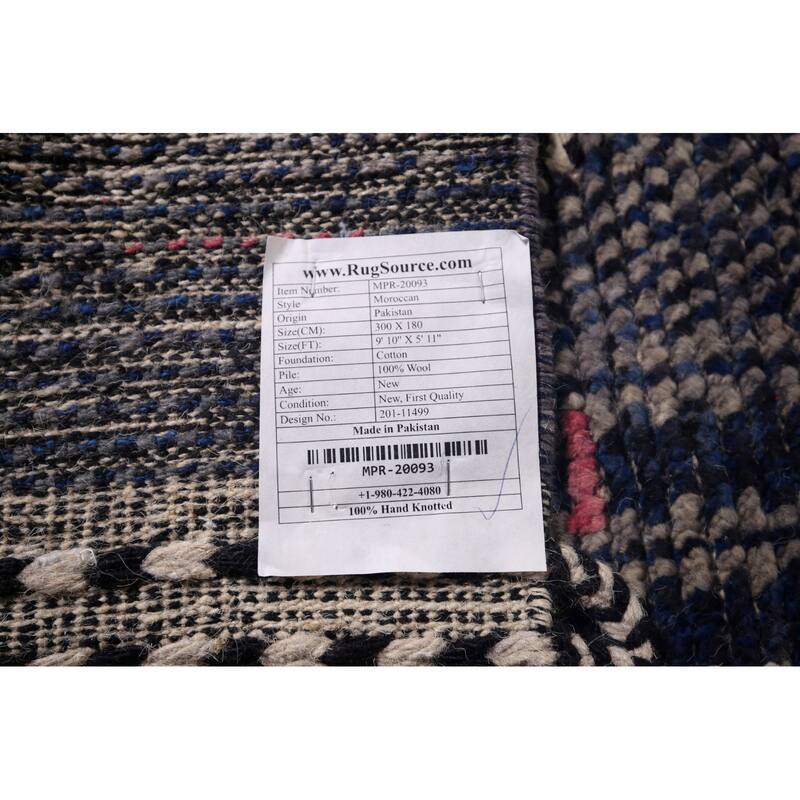 www.RugSource.com
Item Number: MPR-20093
Style Moroccan
Origin Pakistan
Size(CM): 300 X 180
Size(FT): 9' 10" X 5' 11"
Foundation: Cotton
Pile: 100% Wool
Age: New
Condition: New, First Quality
Design No.: 201-11499
Made in Pakistan
MPR-20093
+1-980-422-4080
100% Hand Knotted